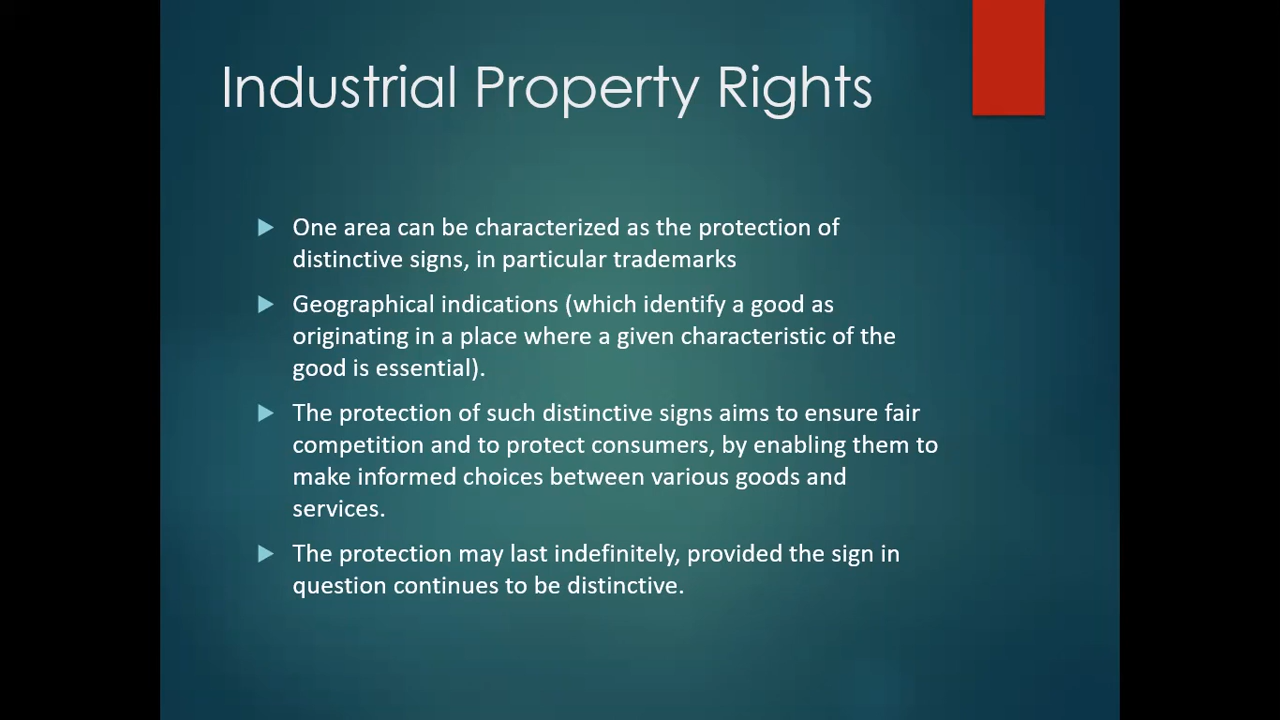 Industrial Property Rights
One area can be characterized as the protection of
distinctive signs, in particular trademarks
Geographical indications (which identify a good as
originating in a place where a given characteristic of the
good is essential).
The protection of such distinctive signs aims to ensure fair
competition and to protect consumers, by enabling them to
make informed choices between various goods and
services.
The protection may last indefinitely, provided the sign in
question continues to be distinctive.